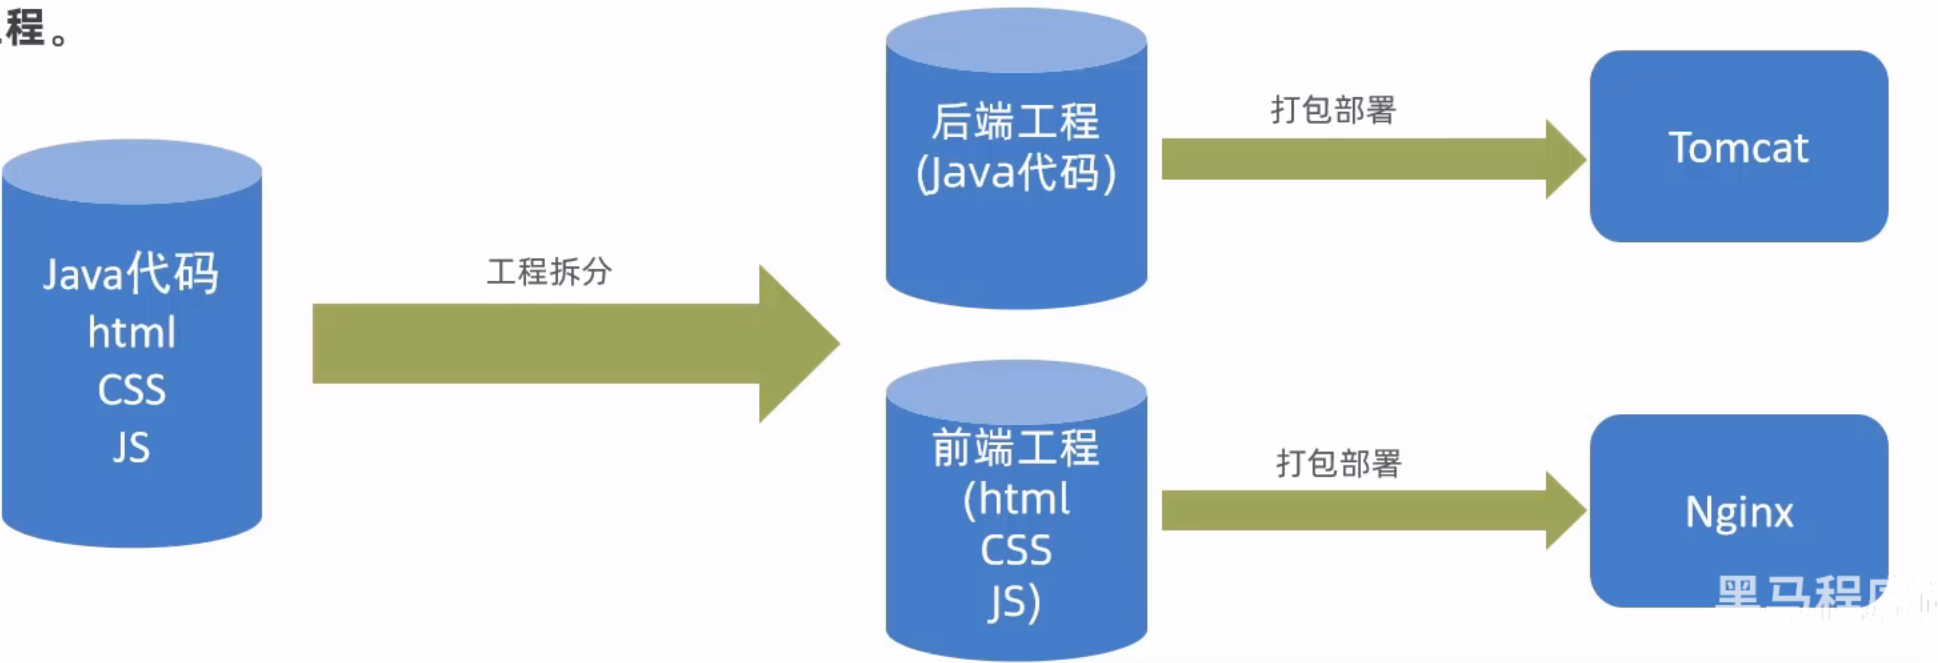 程。
Java代码
html
CSS
JS
工程拆分
后端工程
(Java代码)
打包部署
Tomcat
前端工程
(html
CSS
JS)
打包部署
Nginx
黑马程序